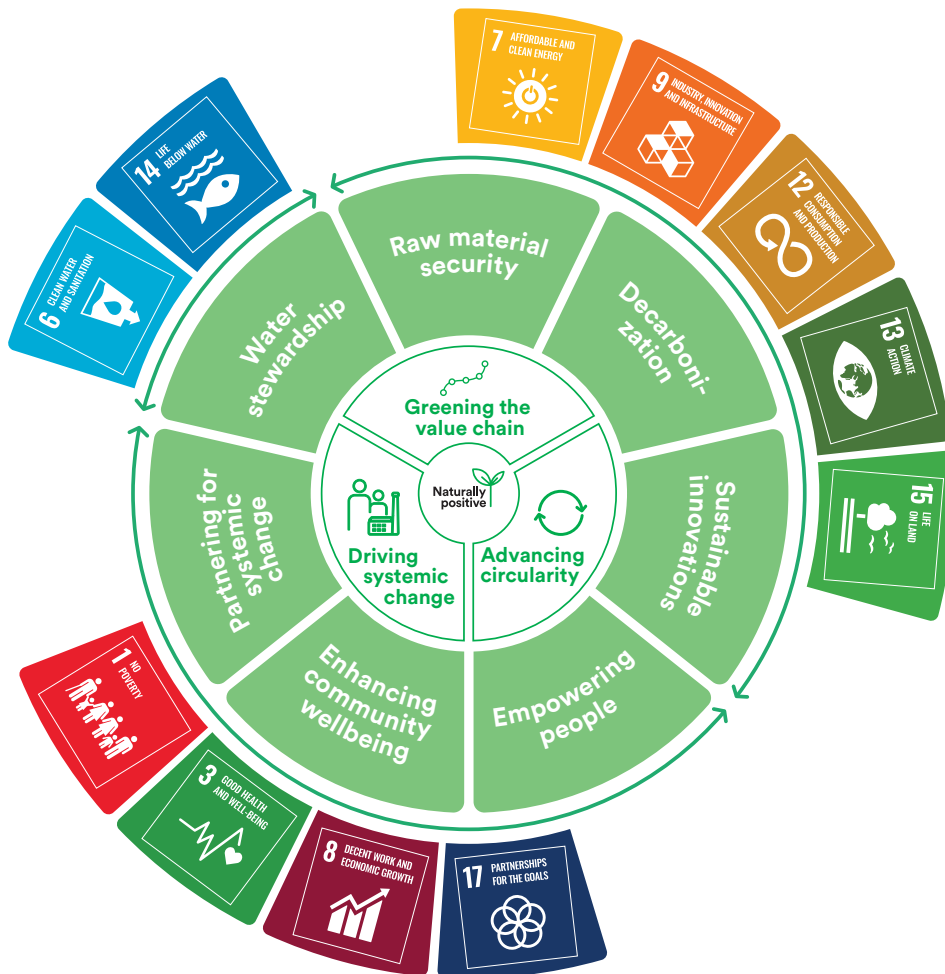 7 AFFORDABLE AND
CLEAN ENERGY
9 INDUSTRY, INNOVATION
AND INFRASTRUCTURE
12 RESPONSIBLE
CONSUMPTION
AND PRODUCTION
13 CLIMATE
ACTION
15 LIFE
ON LAND
14 LIFE
BELOW WATER
6 CLEAN WATER
AND SANITATION
Raw material
security
Decarboni-
zation
Sustainable
innovations
Empowering
people
Enhancing
community
wellbeing
Partnering for
systemic
change
Water
stewardship
Greening the
value chain
Naturally
positive
Driving
systemic
change
Advancing
circularity
1 NO
POVERTY
3 GOOD HEALTH
AND WELL-BEING
8 DECENT WORK AND
ECONOMIC GROWTH
17 PARTNERSHIPS
FOR THE GOALS